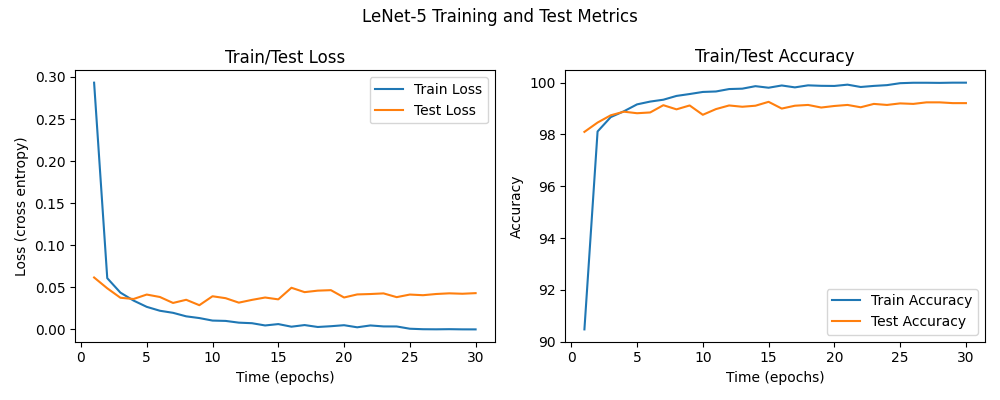 LeNet-5 Training and Test Metrics
Train/Test Loss
0.30
0.25
0.20
0.15
0.10
0.05
0.00
Loss (cross entropy)
Train Loss
Test Loss
0 5 10 15 20 25 30
Time (epochs)
Train/Test Accuracy
100
98
96
94
92
90
Accuracy
Train Accuracy
Test Accuracy
0 5 10 15 20 25 30
Time (epochs)